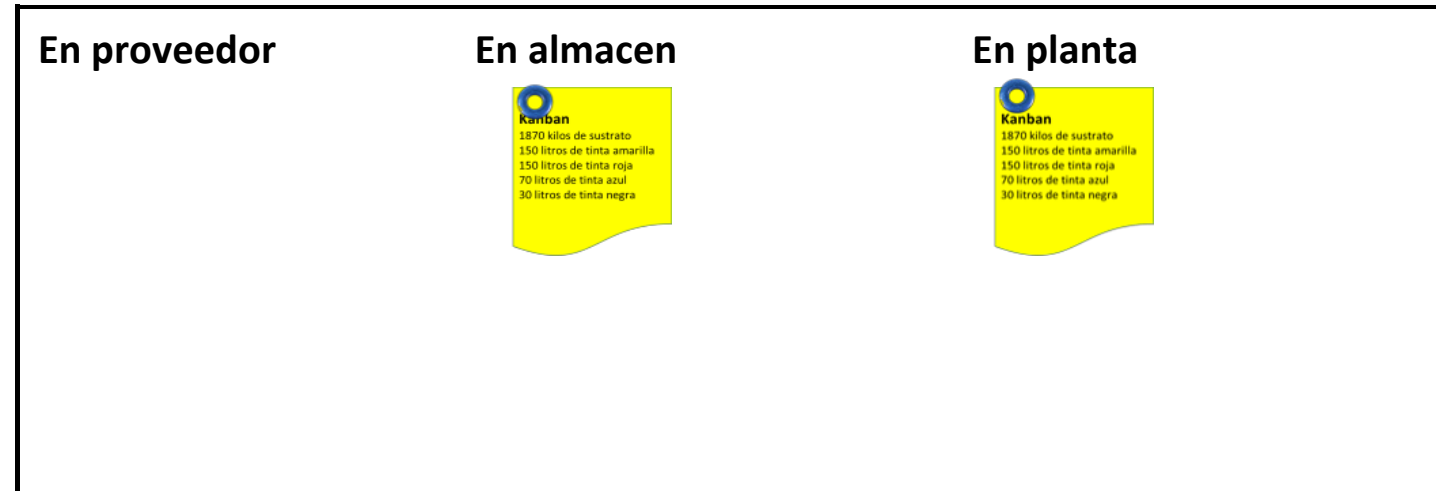 En proveedor
En almacen
En planta
Kanban
1870 kilos de sustrato
150 litros de tinta amarilla
150 litros de tinta roja
70 litros de tinta azul
30 litros de tinta negra
Kanban
1870 kilos de sustrato
150 litros de tinta amarilla
150 litros de tinta roja
70 litros de tinta azul
30 litros de tinta negra